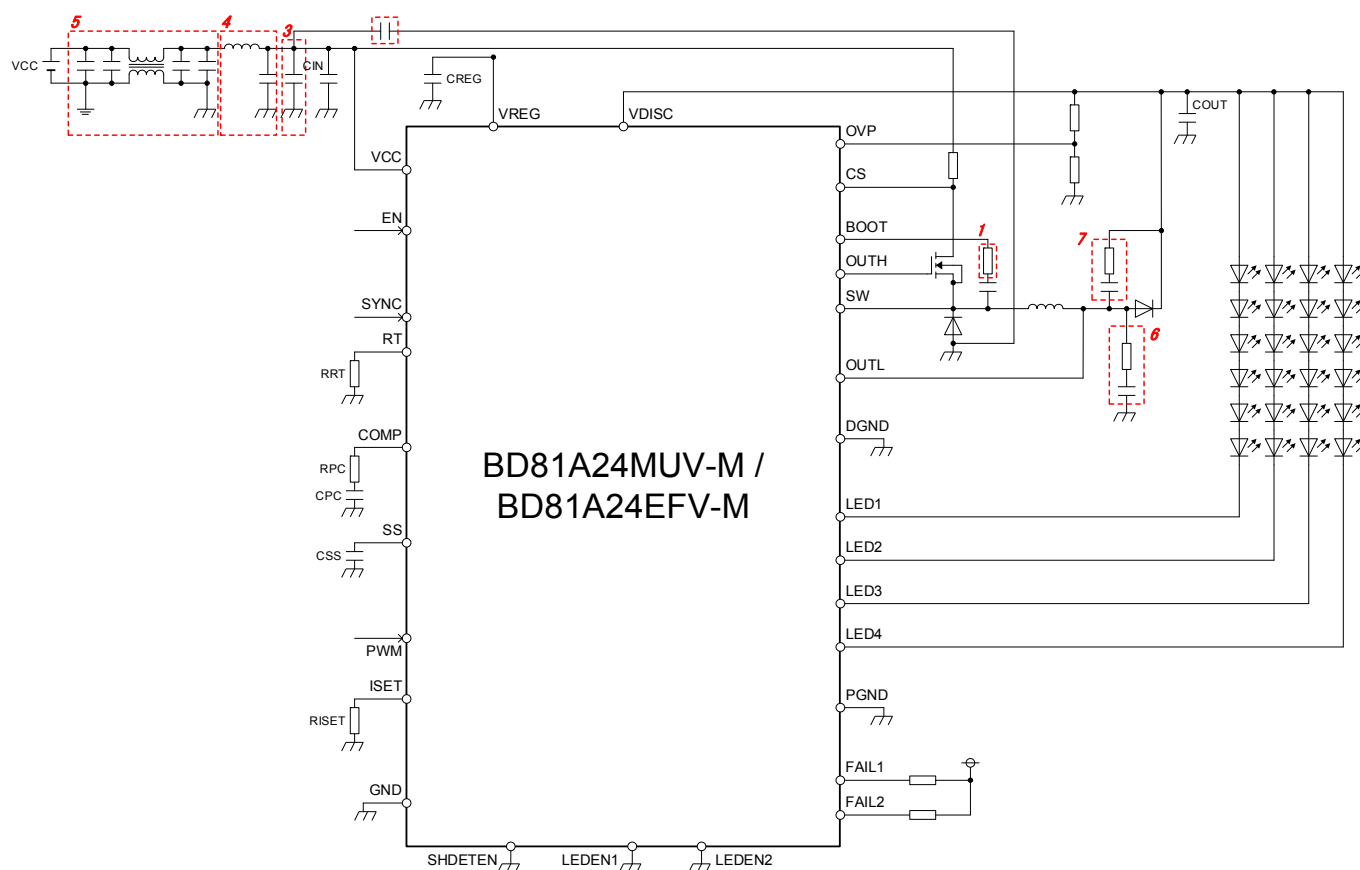 5
4
3
VCC
CIN
CREG
COUT
VREG
VDISC
VCC
OVP
CS
EN
BOOT
1
7
OUTH
SYNC
SW
RT
6
RRT
OUTL
COMP
DGND
RPC
CPC
BD81A24MUV-M /
BD81A24EFV-M
LED1
SS
CSS
LED2
LED3
PWM
LED4
ISET
PGND
RISET
FAIL1
GND
FAIL2
SHDETEN
LEDEN1
LEDEN2